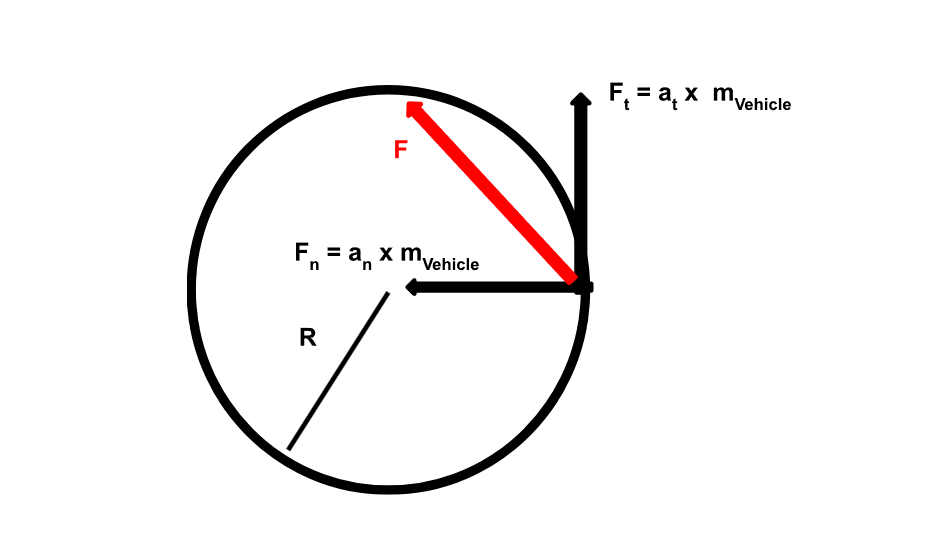 Ft = at x mVehicle
F
Fn = an x mVehicle
R